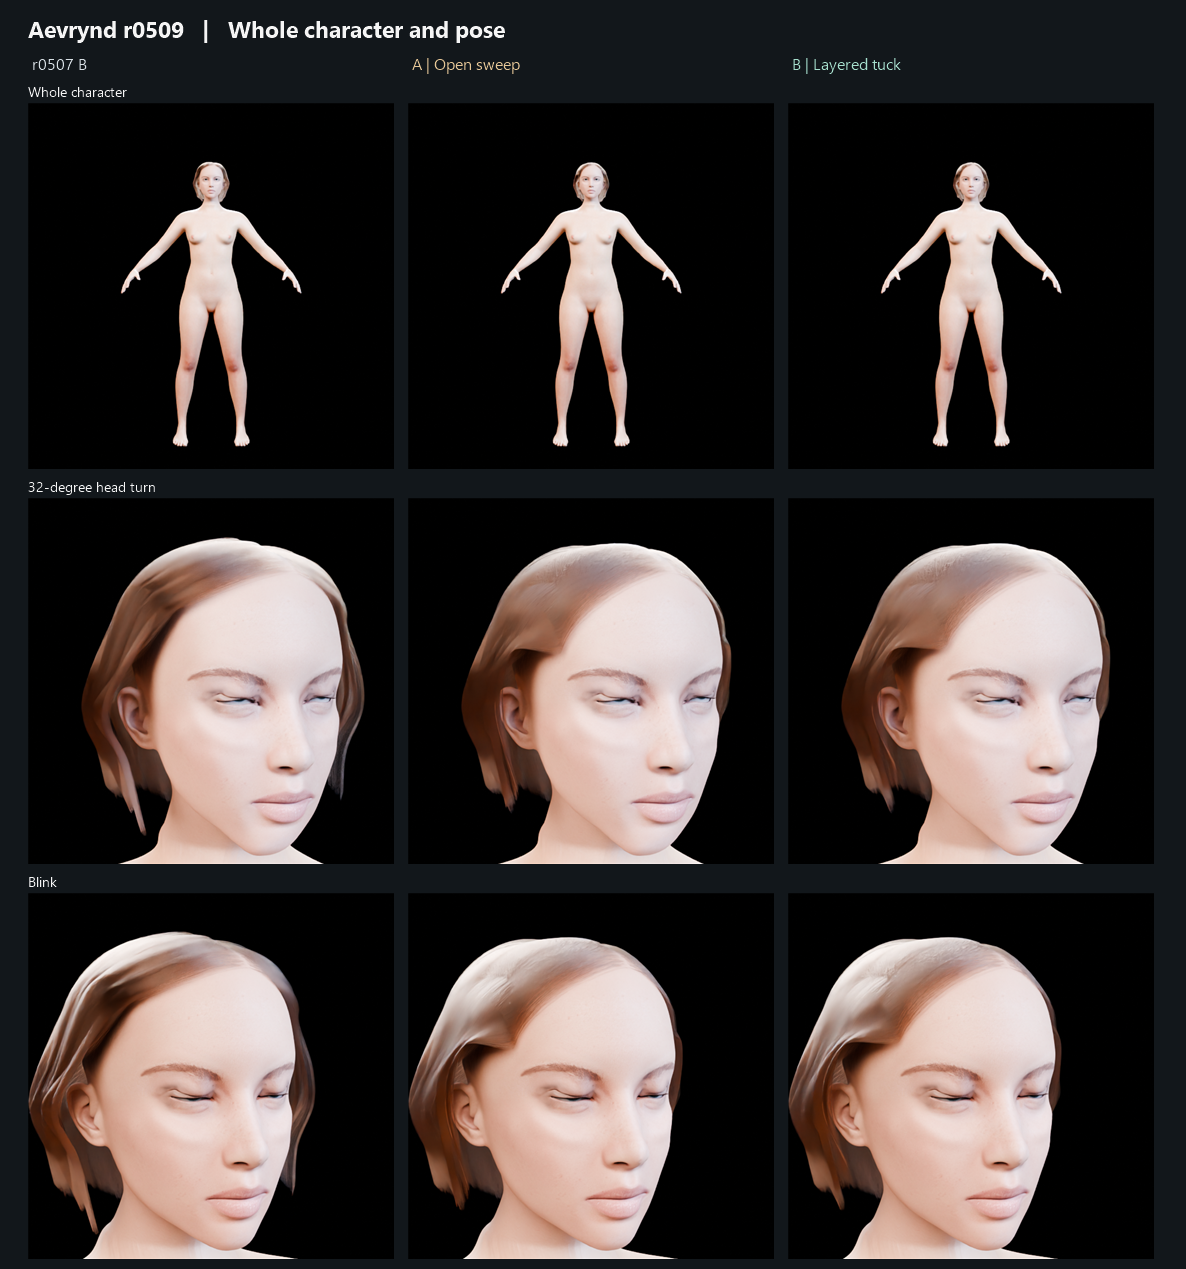 Aevrynd r0509 | Whole character and pose
r0507 B
A | Open sweep
B | Layered tuck
Whole character
32-degree head turn
Blink